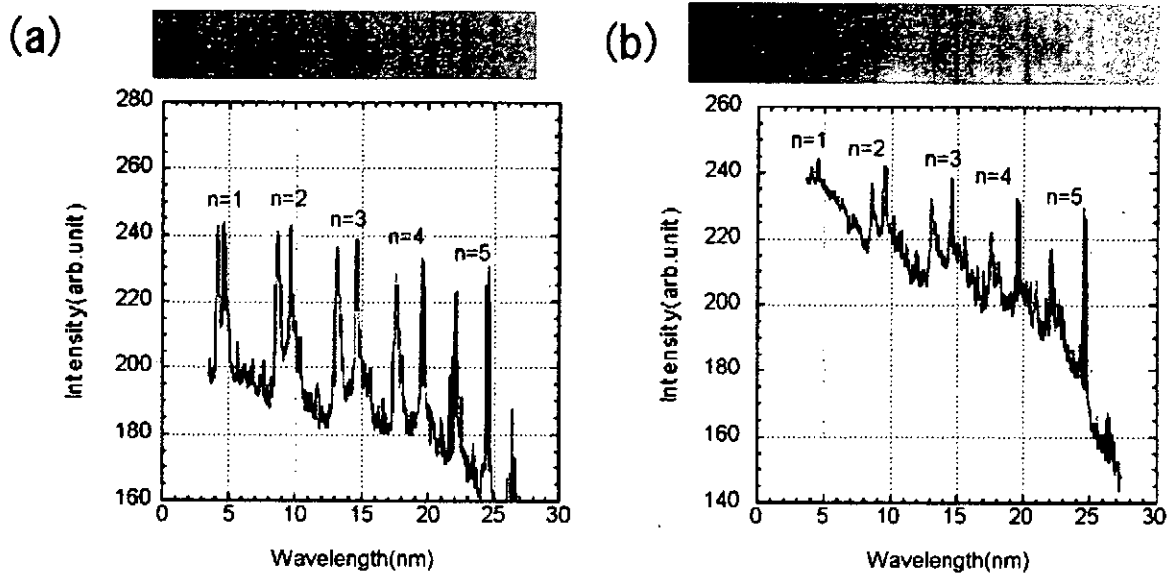 (a)
280
260
240
220
200
180
160
n=1
n=2
n=3
n=4
n=5
Intensity(arb.unit)
0 5 10 15 20 25 30
Wavelength(nm)
(b)
260
240
220
200
180
160
140
n=1
n=2
n=3
n=4
n=5
Intensity(arb.unit)
0 5 10 15 20 25 30
Wavelength(nm)